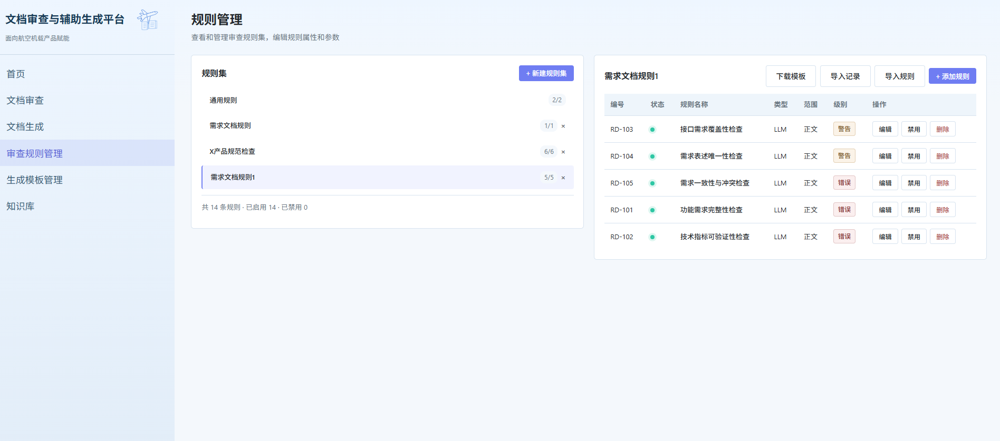 文档审查与辅助生成平台
面向航空机载产品赋能
首页
文档审查
文档生成
审查规则管理
生成模板管理
知识库
规则管理
查看和管理审查规则集，编辑规则属性和参数
规则集
+ 新建规则集
通用规则 2/2
需求文档规则 1/1 ×
X产品规范检查 6/6 ×
需求文档规则1 5/5 ×
共 14 条规则 · 已启用 14 · 已禁用 0
需求文档规则1 下载模板 导入记录 导入规则 + 添加规则
编号 状态 规则名称 类型 范围 级别 操作
RD-103 接口需求覆盖性检查 LLM 正文 警告 编辑 禁用 删除
RD-104 需求表述唯一性检查 LLM 正文 警告 编辑 禁用 删除
RD-105 需求一致性与冲突检查 LLM 正文 错误 编辑 禁用 删除
RD-101 功能需求完整性检查 LLM 正文 错误 编辑 禁用 删除
RD-102 技术指标可验证性检查 LLM 正文 错误 编辑 禁用 删除